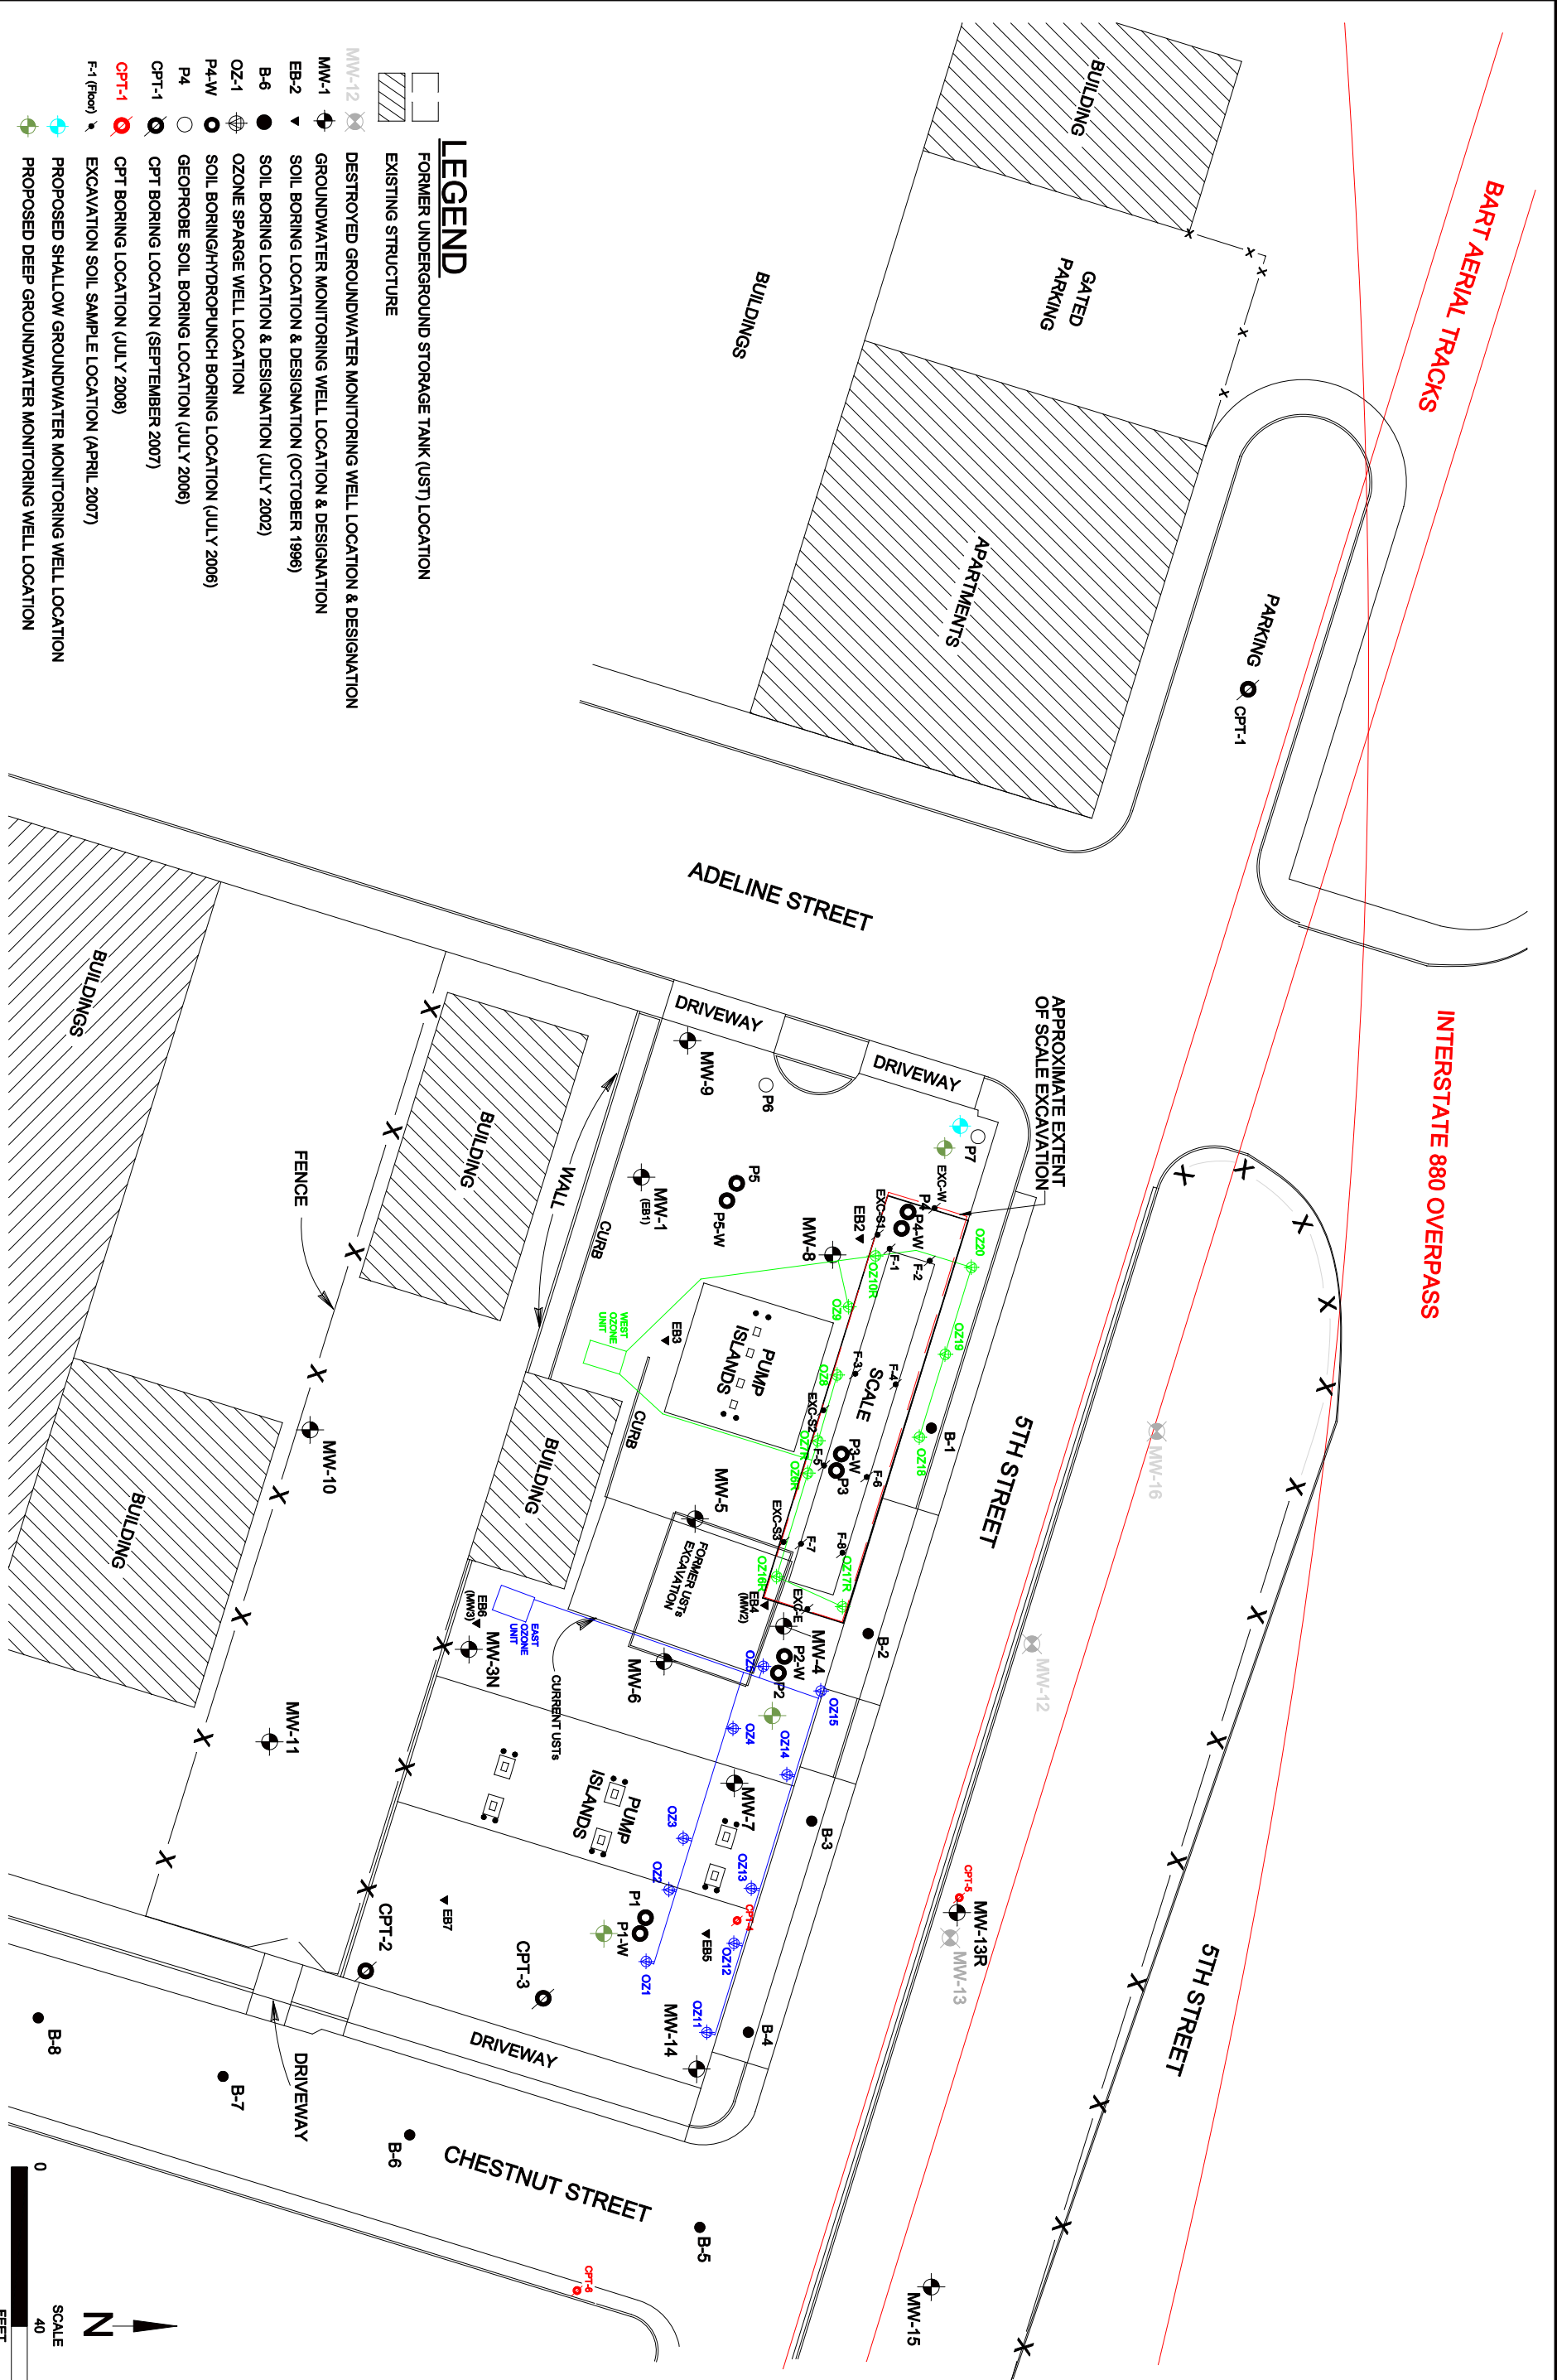 BART AERIAL TRACKS
INTERSTATE 880 OVERPASS
BUILDING
GATED
PARKING
BUILDINGS
APARTMENTS
PARKING
CPT-1
ADELINE STREET
APPROXIMATE EXTENT
OF SCALE EXCAVATION
5TH STREET
5TH STREET
MW-16
MW-12
CPT-5
MW-13R
MW-13
MW-15
DRIVEWAY
DRIVEWAY
MW-9
P6
P7
EXC-W
P4
P4-W
EXC-S1
EB2
MW-8
F-1
F-2
OZ20
OZ10R
OZ9
OZ19
P5
P5-W
MW-1
(EB1)
WALL
CURB
BUILDING
FENCE
WEST
OZONE
UNIT
EB3
PUMP
ISLANDS
OZ8
F-3
SCALE
F-4
EXC-S2
OZ7R
F-5
OZ6R
P3-W
P3
F-6
B-1
OZ18
CURB
BUILDING
MW-5
EXC-S3
F-7
F-8
OZ17R
OZ16R
EB4
(MW2)
EXC-E
FORMER USTs
EXCAVATION
MW-4
B-2
P2-W
P2
OZ5
OZ15
MW-6
CURRENT USTs
EAST
OZONE
UNIT
EB6
(MW3)
MW-3N
MW-10
MW-11
BUILDINGS
BUILDING
OZ4
OZ14
MW-7
B-3
PUMP
ISLANDS
OZ3
OZ2
OZ13
CPT-4
OZ12
EB5
P1
P1-W
OZ1
EB7
CPT-2
CPT-3
OZ11
B-4
MW-14
DRIVEWAY
DRIVEWAY
CHESTNUT STREET
B-8
B-7
B-6
B-5
CPT-6
LEGEND
FORMER UNDERGROUND STORAGE TANK (UST) LOCATION
EXISTING STRUCTURE
MW-12 DESTROYED GROUNDWATER MONITORING WELL LOCATION & DESIGNATION
MW-1 GROUNDWATER MONITORING WELL LOCATION & DESIGNATION
EB-2 SOIL BORING LOCATION & DESIGNATION (OCTOBER 1996)
B-6 SOIL BORING LOCATION & DESIGNATION (JULY 2002)
OZ-1 OZONE SPARGE WELL LOCATION
P4-W SOIL BORING/HYDROPUNCH BORING LOCATION (JULY 2006)
P4 GEOPROBE SOIL BORING LOCATION (JULY 2006)
CPT-1 CPT BORING LOCATION (SEPTEMBER 2007)
CPT-1 CPT BORING LOCATION (JULY 2008)
F-1 (Floor) EXCAVATION SOIL SAMPLE LOCATION (APRIL 2007)
PROPOSED SHALLOW GROUNDWATER MONITORING WELL LOCATION
PROPOSED DEEP GROUNDWATER MONITORING WELL LOCATION
N
SCALE
0 40
FEET